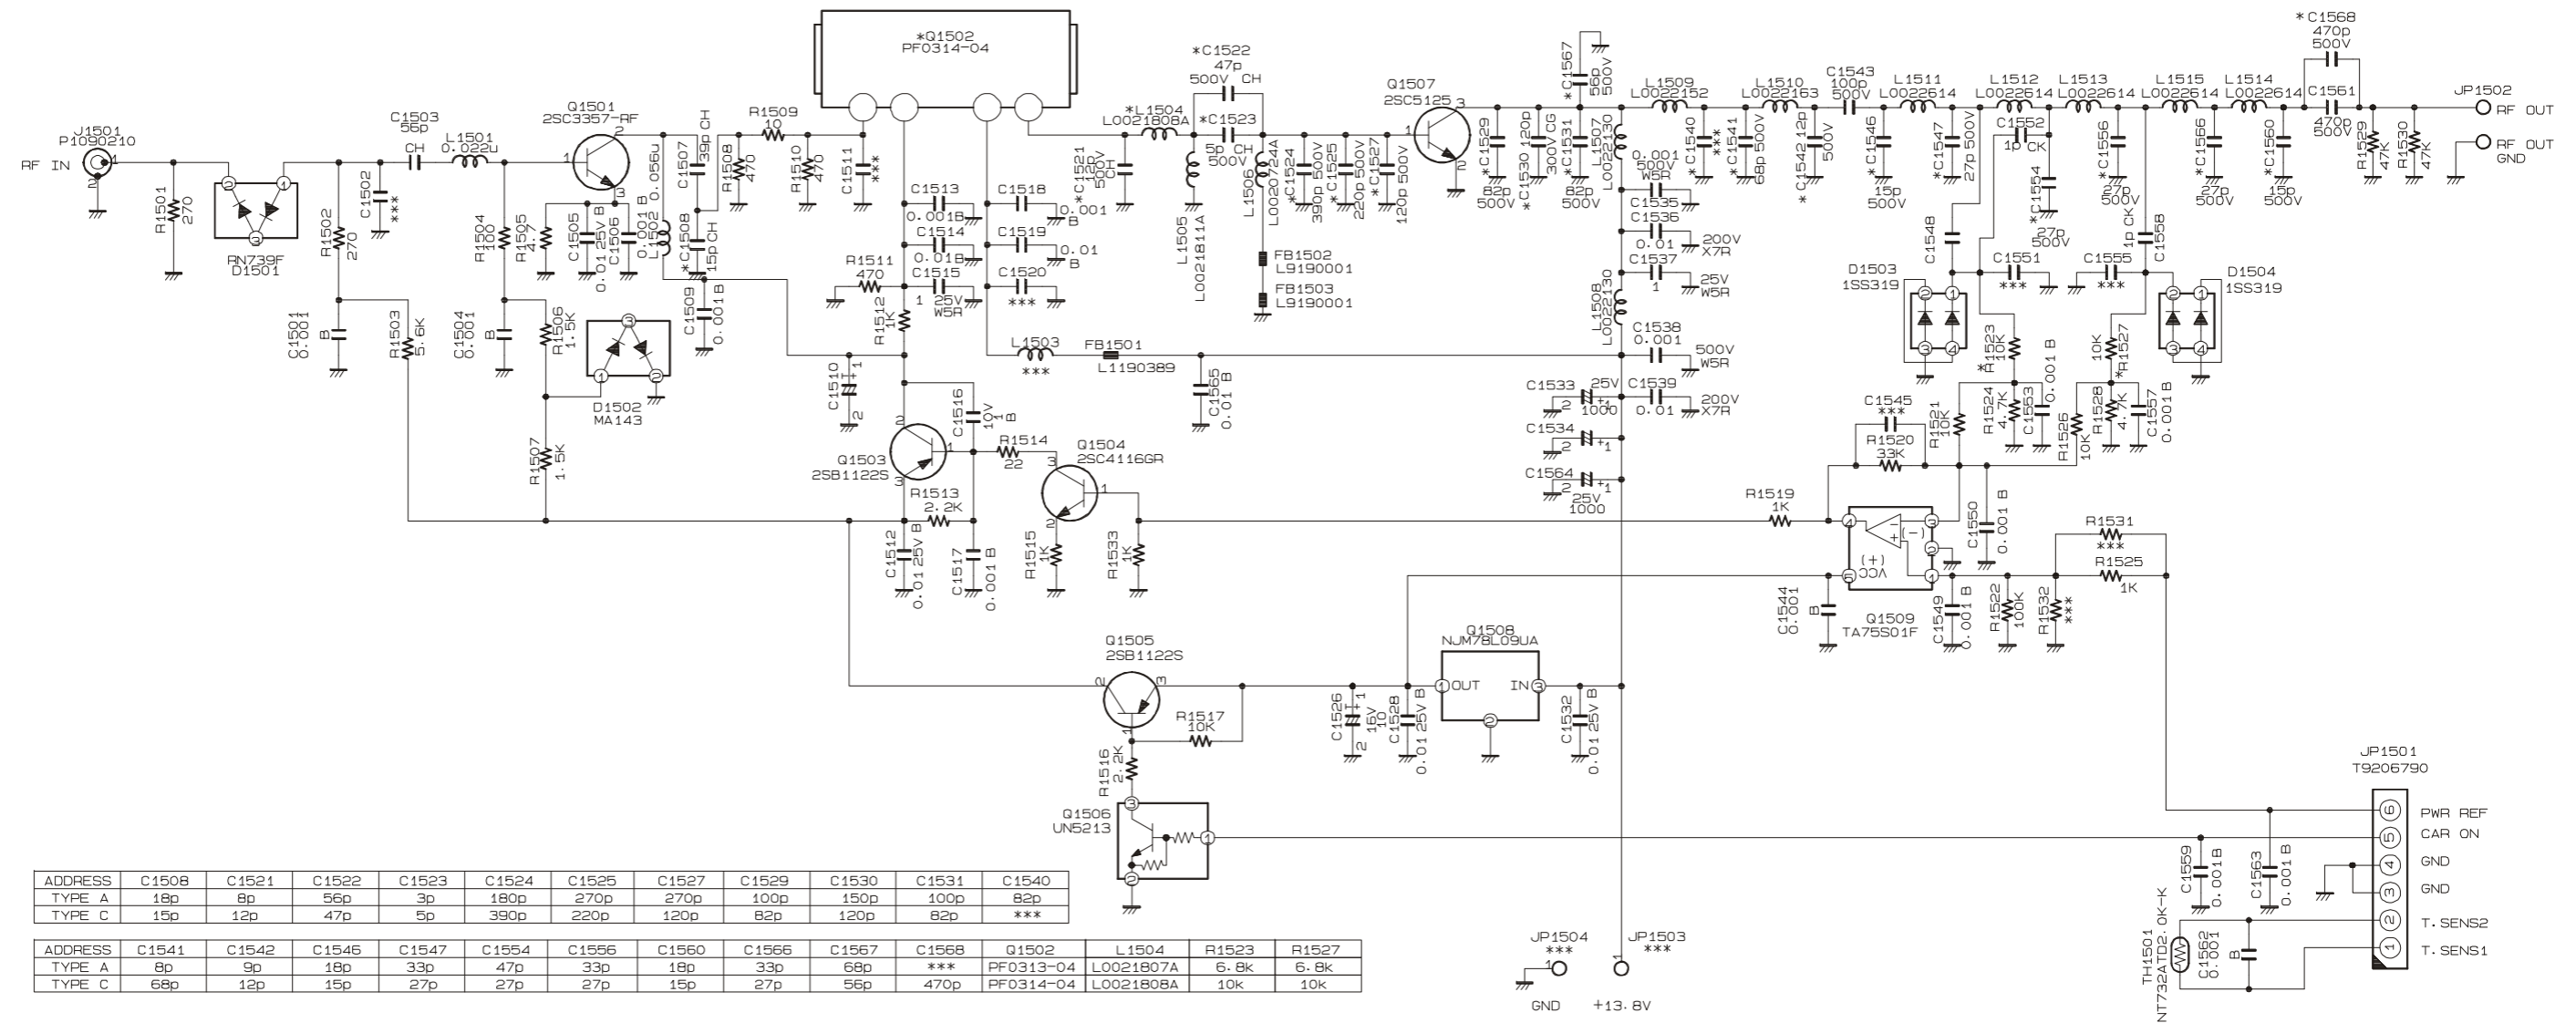 *Q1502
PF0314-04
*C1568
470p
500V
*C1522
47p
500V CH
*C1567
56p
500V
Q1507
2SC5125
L1509
L0022152
L1510
L0022163
C1543
100p
500V
L1511
L0022614
L1512
L0022614
L1513
L0022614
L1515
L0022614
L1514
L0022614
C1561
470p
500V
JP1502
RF OUT
RF OUT
GND
J1501
P1090210
RF IN
C1503
56p
CH
L1501
0.022u
Q1501
2SC3357-RF
R1509
10
*L1504
L0021808A
*C1523
5p CH
500V
R1501
270
RN739F
D1501
R1502
270
C1502
***
R1504
100
R1505
4.7
C1505
0.01 25V B
C1506
0.001 B
L1502 0.056u
C1507
39p CH
*C1508
15p CH
R1508
470
R1510
470
C1511
***
C1513
0.001B
C1514
0.01B
C1515
1
25V
W5R
C1518
0.001
B
C1519
0.01
B
C1520
***
*C1521
12p
500V
CH
L1505
L0021811A
L1506
L0020724A
*C1524
390p 500V
*C1525
220p 500V
*C1527
120p 500V
FB1502
L9190001
FB1503
L9190001
*C1529
82p
500V
*C1530 120p
300V CG
*C1531
82p
500V
L1507
L0022130
0.001
500V
W5R
C1535
C1536
0.01
200V
X7R
C1537
1
25V
W5R
L1508
L0022130
C1538
0.001
500V
W5R
C1539
0.01
200V
X7R
*C1540
***
*C1541
68p 500V
*C1542 12p
500V
*C1546
15p
500V
*C1547
27p 500V
C1552
1p CK
*C1554
27p
500V
*C1556
27p
500V
*C1566
27p
500V
*C1560
15p
500V
R1529
47K
R1530
47K
C1548
1p CK
C1558
D1503
1SS319
C1551
***
C1555
***
D1504
1SS319
C1501
0.001
B
R1503
5.6K
C1504
0.001
B
R1506
1.5K
D1502
MA143
C1509
0.001B
R1511
470
R1512
1K
L1503
***
FB1501
L1190389
C1565
0.01 B
C1510
1
2
C1516
10V
1
B
R1507
1.5K
Q1503
2SB1122S
R1514
22
Q1504
2SC4116GR
R1513
2.2K
C1512
0.01 25V B
C1517
0.001 B
R1515
1K
R1533
1K
C1533
25V
1000
C1534
C1564
25V
1000
*R1523
10K
R1524
4.7K
C1553
0.001 B
*R1527
10K
R1528
4.7K
C1557
0.001B
C1545
***
R1520
33K
R1521
10K
R1526
10K
R1519
1K
C1550
0.001 B
(-)
(+)
VCC
C1544
0.001
B
Q1509
TA75S01F
C1549
0.001 B
R1522
100K
R1532
***
R1531
***
R1525
1K
Q1505
2SB1122S
R1517
10K
R1516
2.2K
Q1506
UN5213
C1526
16V
10
C1528
0.01 25V B
Q1508
NJM78L09UA
OUT
IN
C1532
0.01 25V B
JP1501
T9206790
6 PWR REF
5 CAR ON
4 GND
3 GND
2 T.SENS2
1 T.SENS1
C1559
0.001B
C1563
0.001 B
TH1501
NT732ATD2.0K-K
C1562
0.001
B
JP1504
***
JP1503
***
GND
+13.8V
ADDRESS C1508 C1521 C1522 C1523 C1524 C1525 C1527 C1529 C1530 C1531 C1540
TYPE A 18p 8p 56p 3p 180p 270p 270p 100p 150p 100p 82p
TYPE C 15p 12p 47p 5p 390p 220p 120p 82p 120p 82p ***
ADDRESS C1541 C1542 C1546 C1547 C1554 C1556 C1560 C1566 C1567 C1568 Q1502 L1504 R1523 R1527
TYPE A 8p 9p 18p 33p 47p 33p 18p 33p 68p *** PF0313-04 L0021807A 6.8k 6.8k
TYPE C 68p 12p 15p 27p 27p 27p 15p 27p 56p 470p PF0314-04 L0021808A 10k 10k